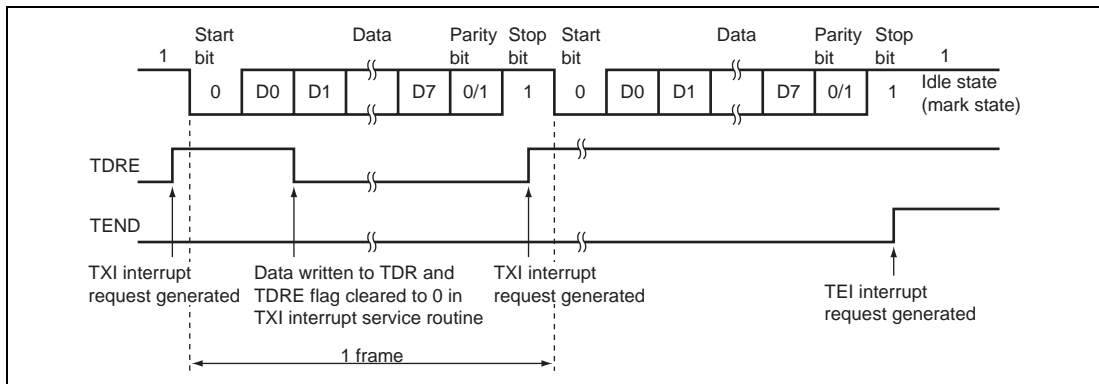 Start bit Data Parity bit Stop bit Start bit Data Parity bit Stop bit
1 1
0 D0 D1 D7 0/1 1 0 D0 D1 D7 0/1 1 Idle state (mark state)
TDRE
TEND
TXI interrupt
request generated
Data written to TDR and
TDRE flag cleared to 0 in
TXI interrupt service routine
TXI interrupt
request generated
TEI interrupt
request generated
1 frame